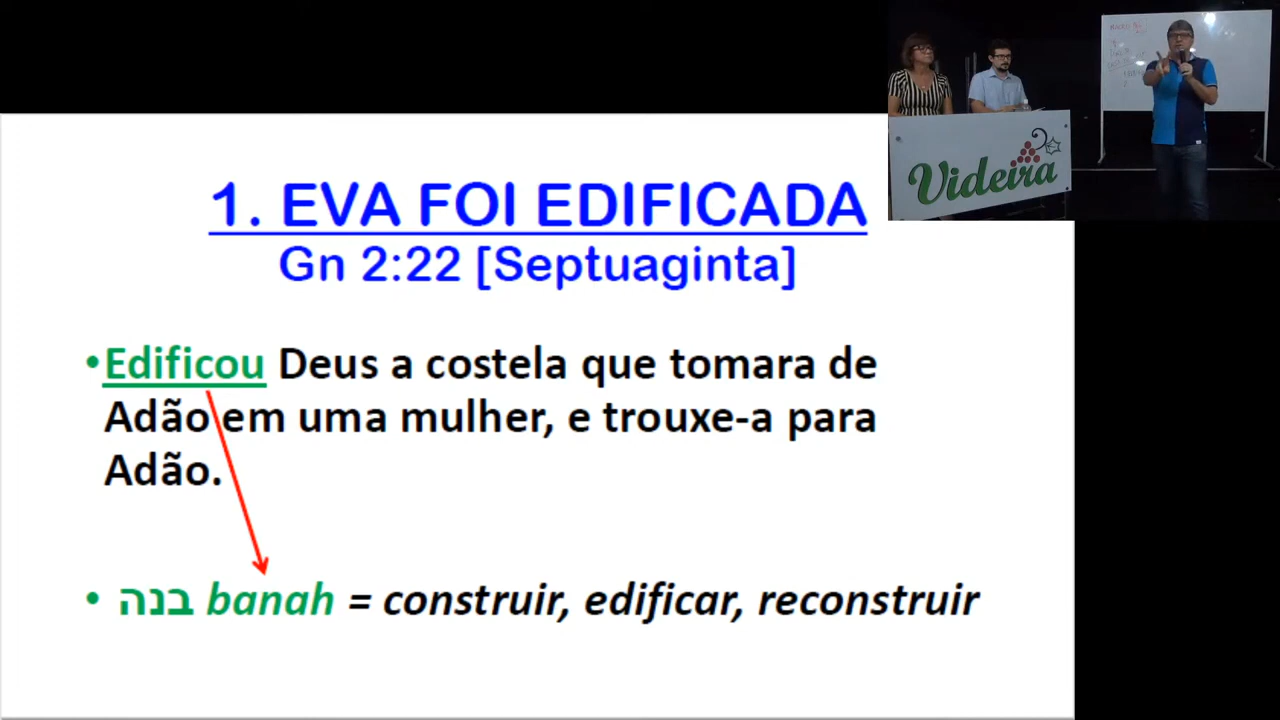 Videira
1. EVA FOI EDIFICADA
Gn 2:22 [Septuaginta]
•Edificou Deus a costela que tomara de
Adão em uma mulher, e trouxe-a para
Adão.
• בנה banah = construir, edificar, reconstruir